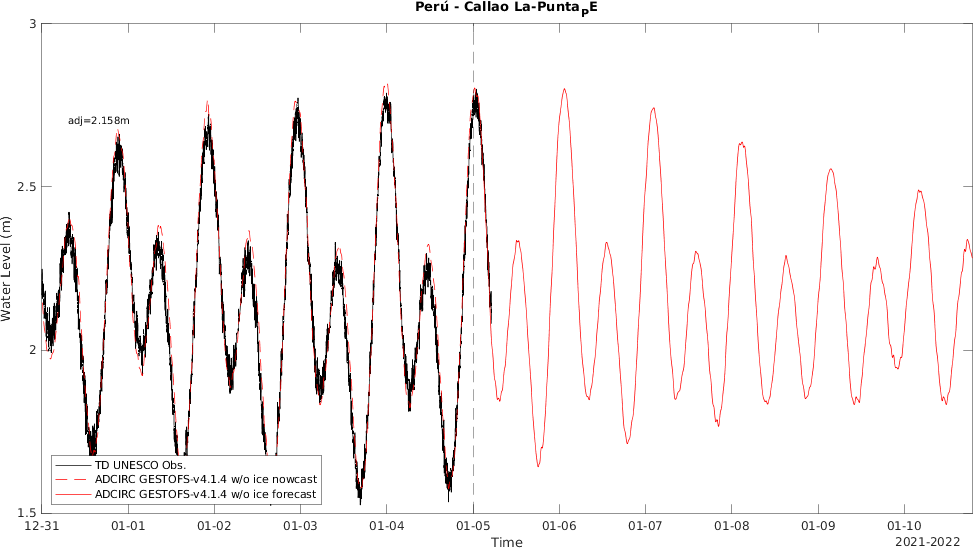 Perú - Callao La-PuntapE
3
adj=2.158m
2.5
Water Level (m)
2
TD UNESCO Obs.
ADCIRC GESTOFS-v4.1.4 w/o ice nowcast
ADCIRC GESTOFS-v4.1.4 w/o ice forecast
1.5
12-31 01-01 01-02 01-03 01-04 01-05 01-06 01-07 01-08 01-09 01-10
Time
2021-2022